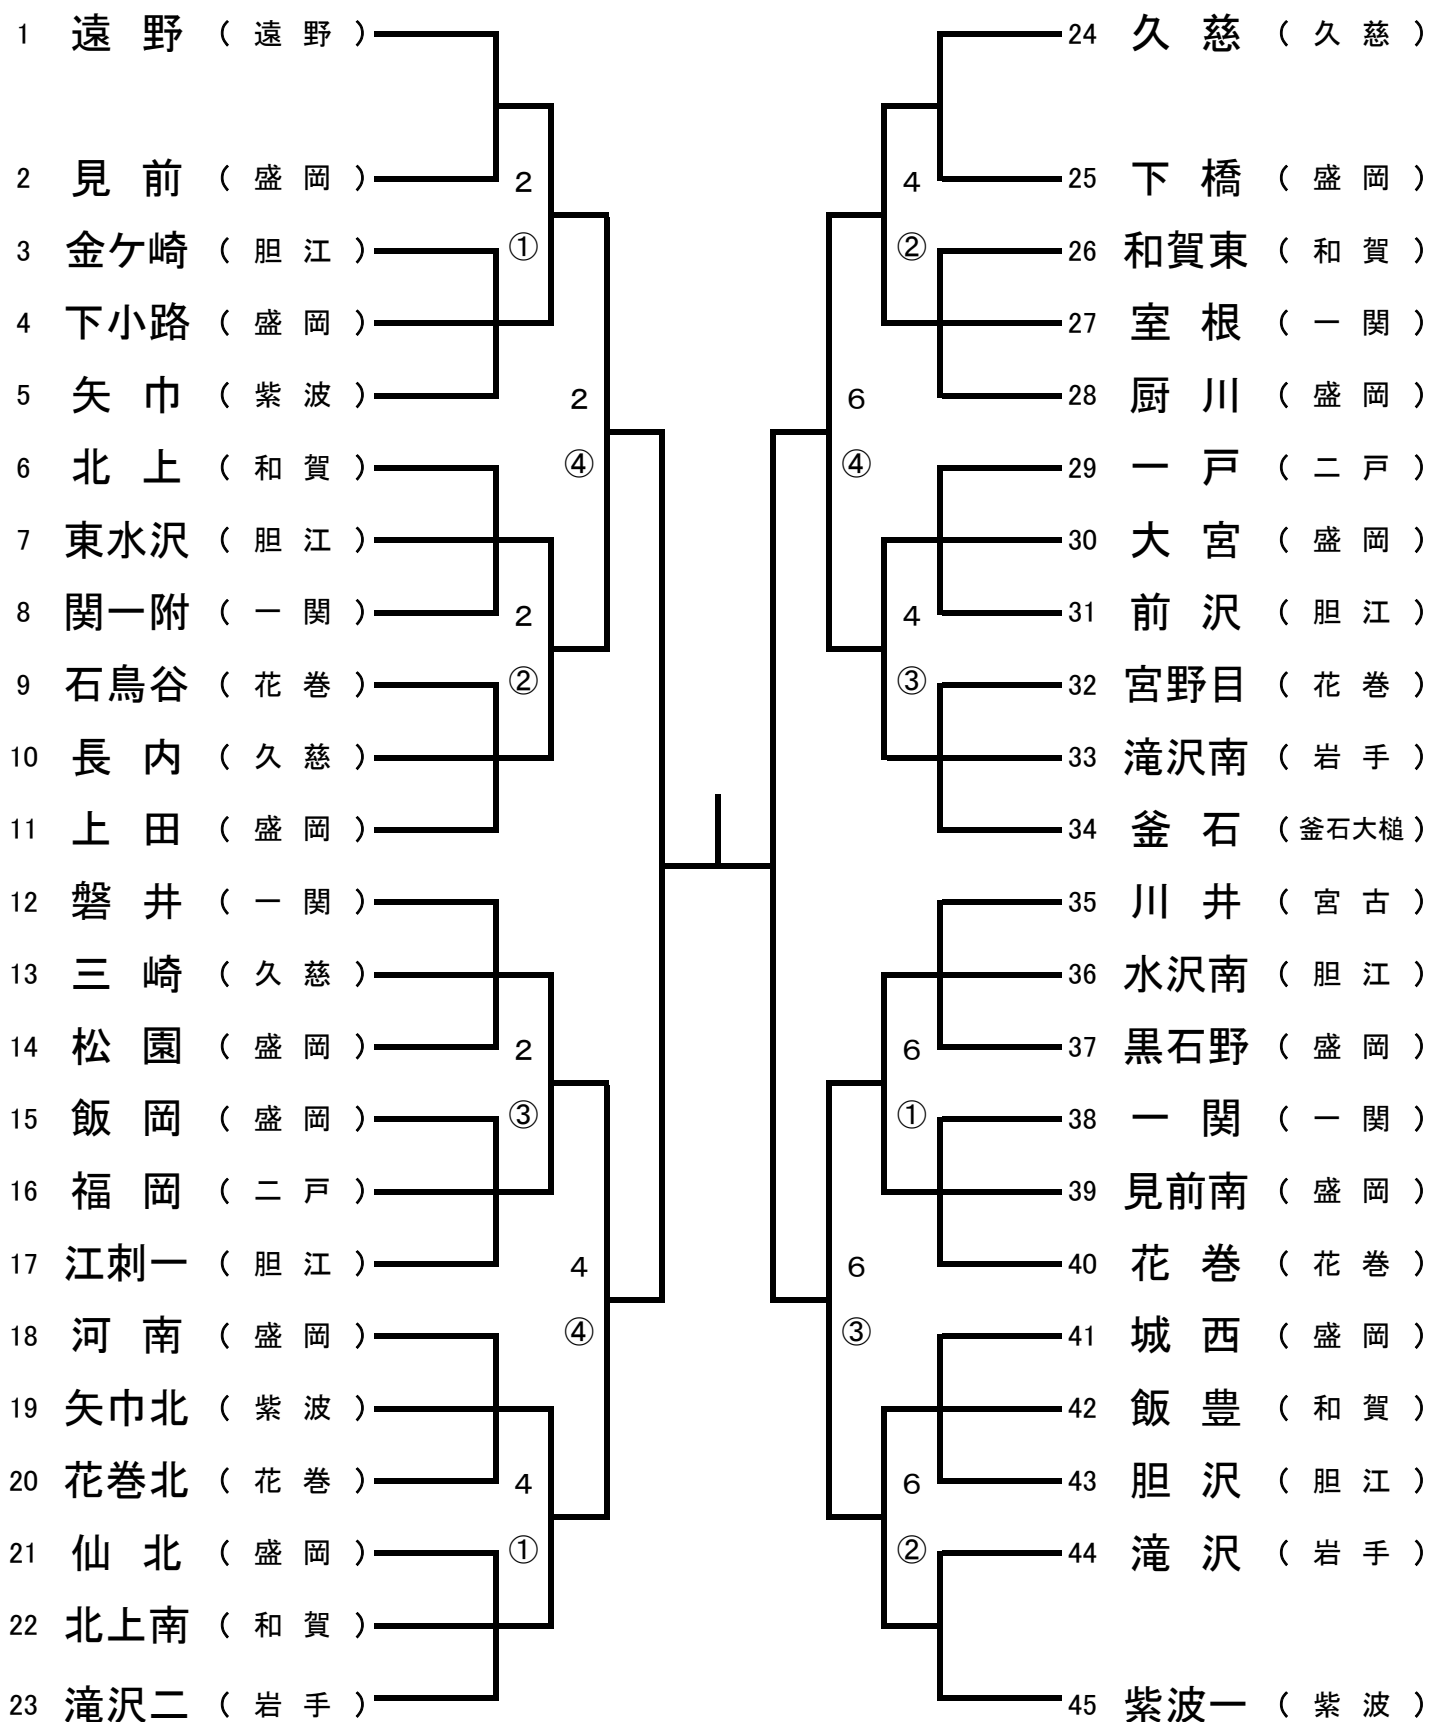 1 遠野 ( 遠野 )
2 見前 ( 盛岡 )
3 金ケ崎 ( 胆江 )
4 下小路 ( 盛岡 )
5 矢巾 ( 紫波 )
6 北上 ( 和賀 )
7 東水沢 ( 胆江 )
8 関一附 ( 一関 )
9 石鳥谷 ( 花巻 )
10 長内 ( 久慈 )
11 上田 ( 盛岡 )
12 磐井 ( 一関 )
13 三崎 ( 久慈 )
14 松園 ( 盛岡 )
15 飯岡 ( 盛岡 )
16 福岡 ( 二戸 )
17 江刺一 ( 胆江 )
18 河南 ( 盛岡 )
19 矢巾北 ( 紫波 )
20 花巻北 ( 花巻 )
21 仙北 ( 盛岡 )
22 北上南 ( 和賀 )
23 滝沢二 ( 岩手 )
2
①
2
②
2
③
4
①
2
④
4
④
6
④
6
③
4
②
4
③
6
①
6
②
24 久慈 ( 久慈 )
25 下橋 ( 盛岡 )
26 和賀東 ( 和賀 )
27 室根 ( 一関 )
28 厨川 ( 盛岡 )
29 一戸 ( 二戸 )
30 大宮 ( 盛岡 )
31 前沢 ( 胆江 )
32 宮野目 ( 花巻 )
33 滝沢南 ( 岩手 )
34 釜石 ( 釜石大槌 )
35 川井 ( 宮古 )
36 水沢南 ( 胆江 )
37 黒石野 ( 盛岡 )
38 一関 ( 一関 )
39 見前南 ( 盛岡 )
40 花巻 ( 花巻 )
41 城西 ( 盛岡 )
42 飯豊 ( 和賀 )
43 胆沢 ( 胆江 )
44 滝沢 ( 岩手 )
45 紫波一 ( 紫波 )